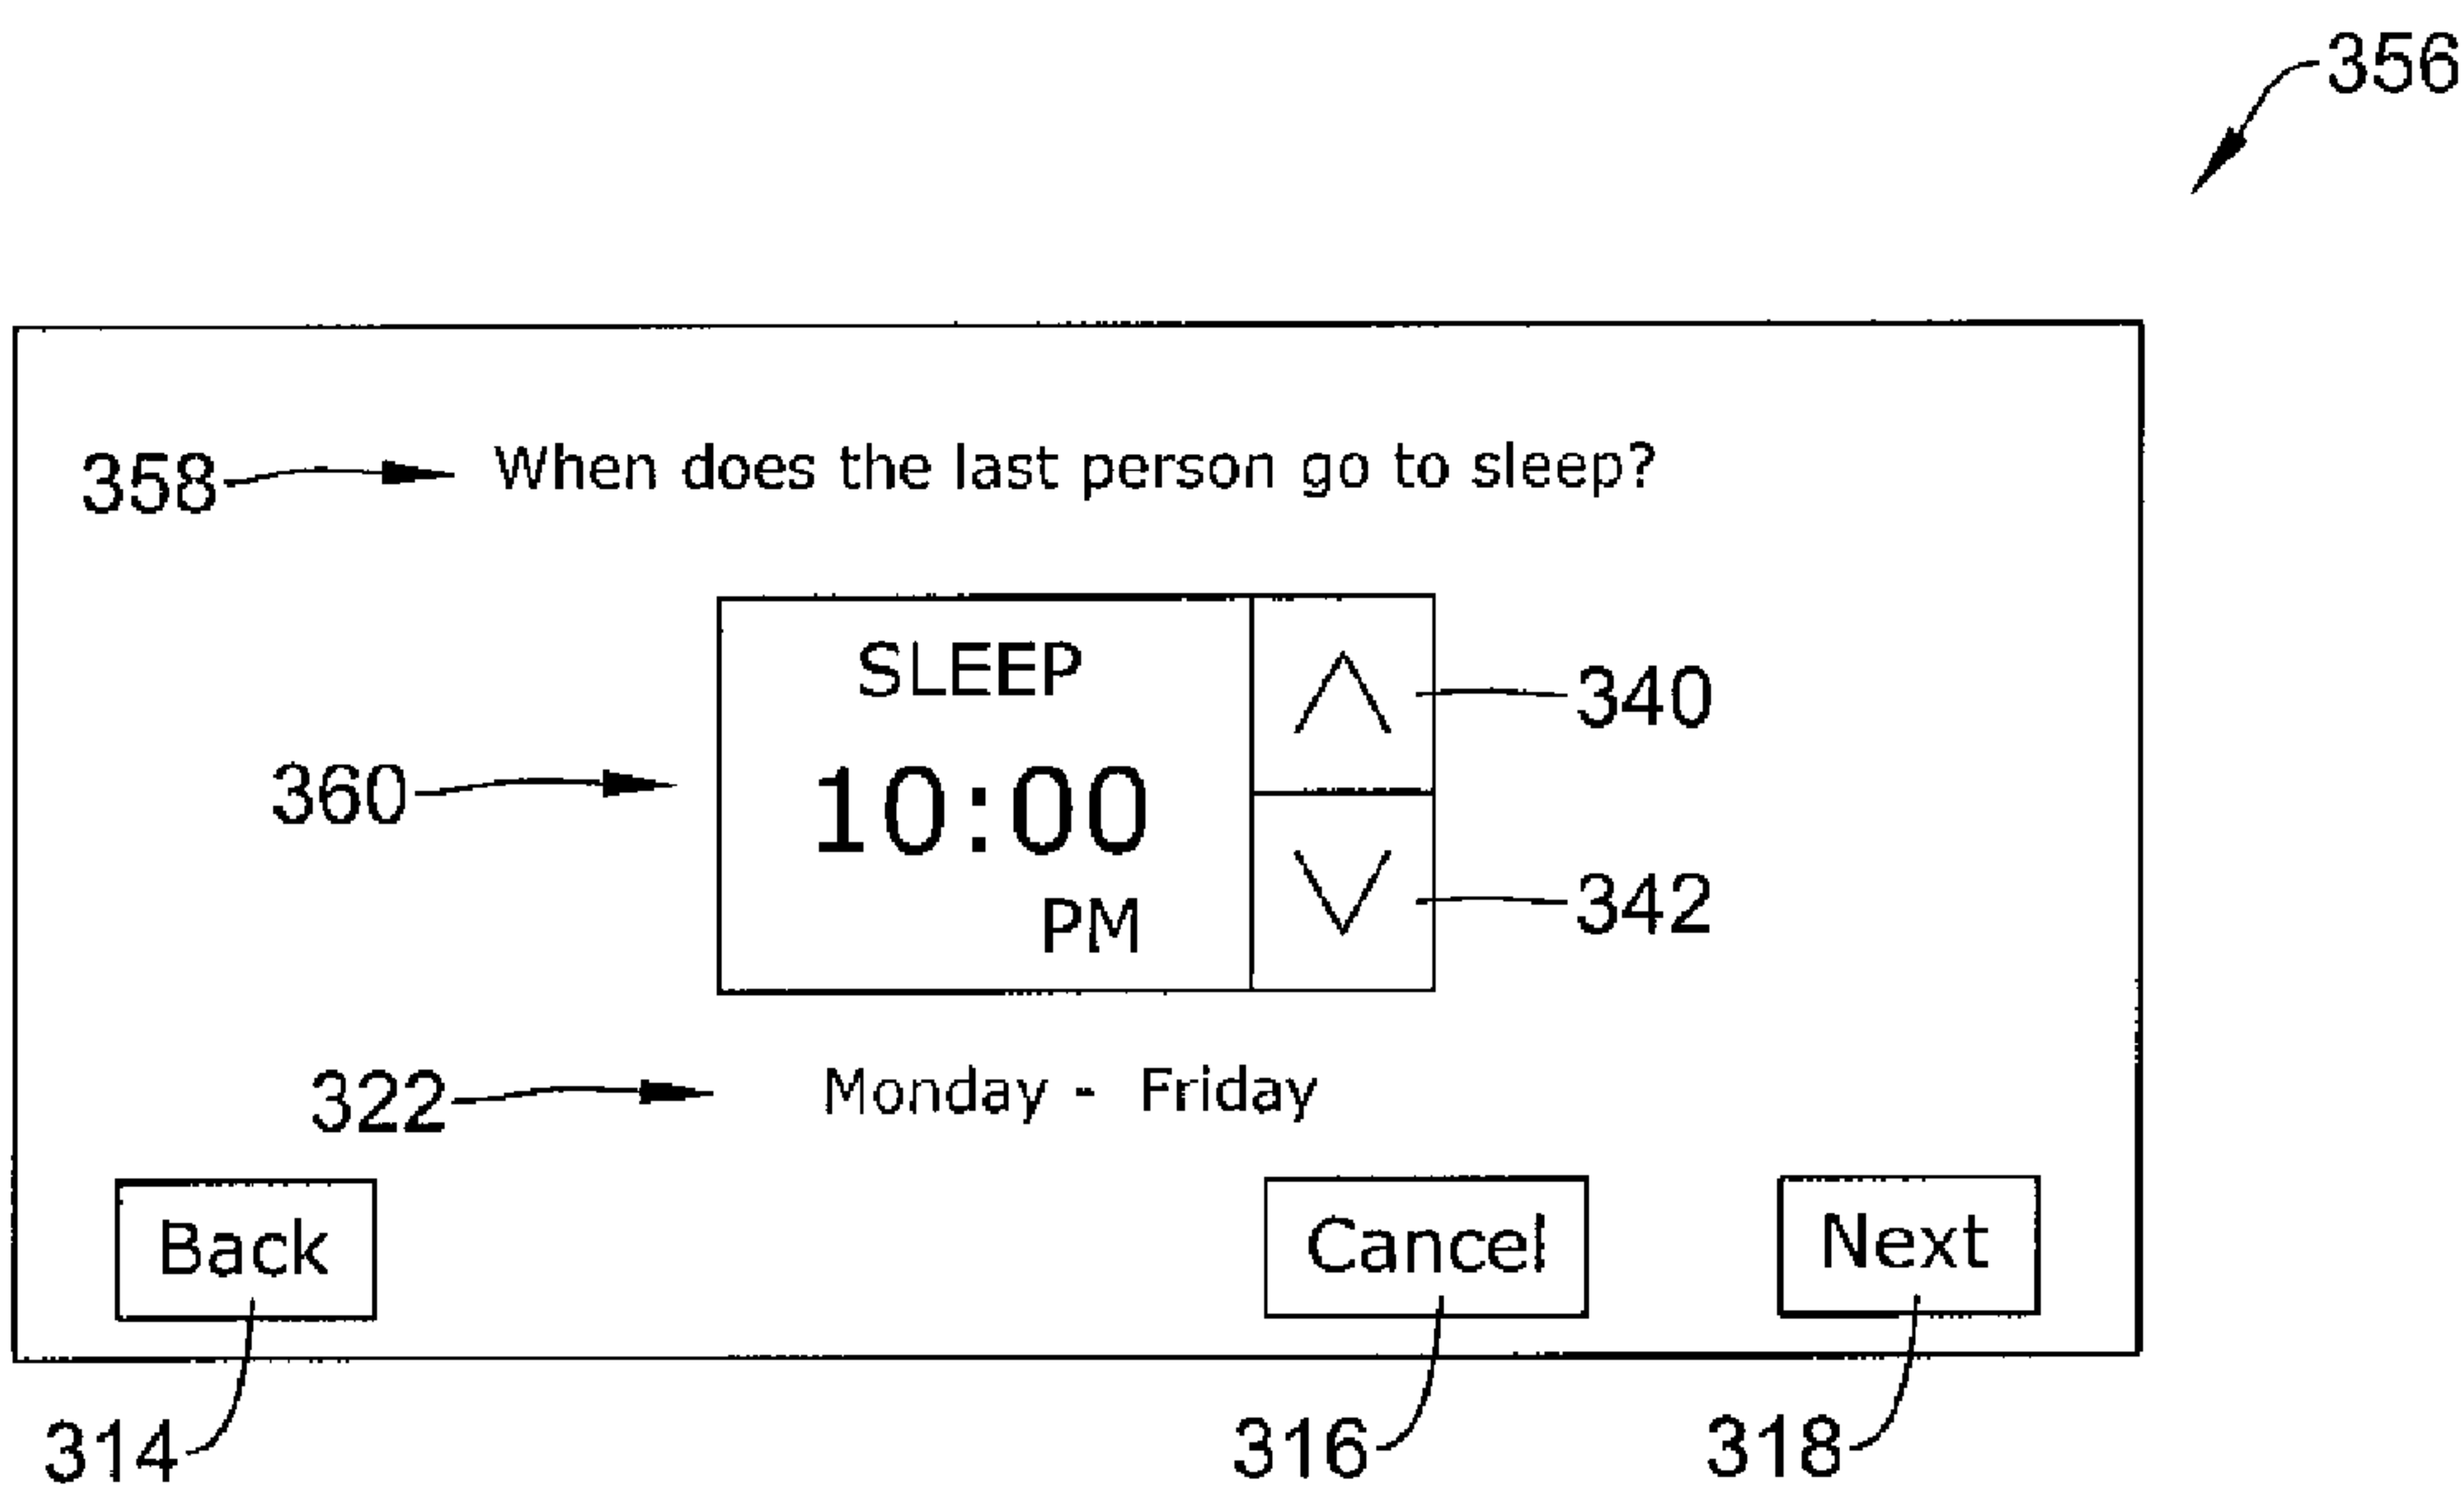 356
358 When does the last person go to sleep?
SLEEP
340
360 10:00
342
PM
322 Monday - Friday
Back Cancel Next
314 316 318